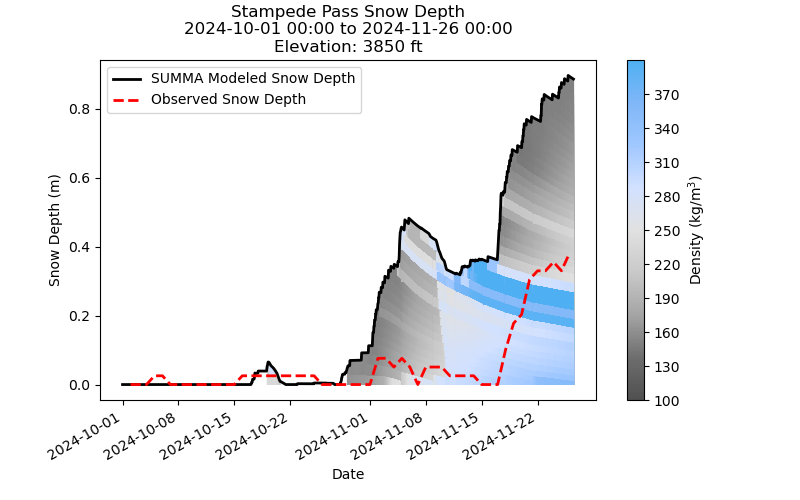 Stampede Pass Snow Depth
2024-10-01 00:00 to 2024-11-26 00:00
Elevation: 3850 ft
SUMMA Modeled Snow Depth
Observed Snow Depth
Snow Depth (m)
0.8
0.6
0.4
0.2
0.0
2024-10-01
2024-10-08
2024-10-15
2024-10-22
2024-11-01
2024-11-08
2024-11-15
2024-11-22
Date
370
340
310
280
250
220
190
160
130
100
Density (kg/m³)